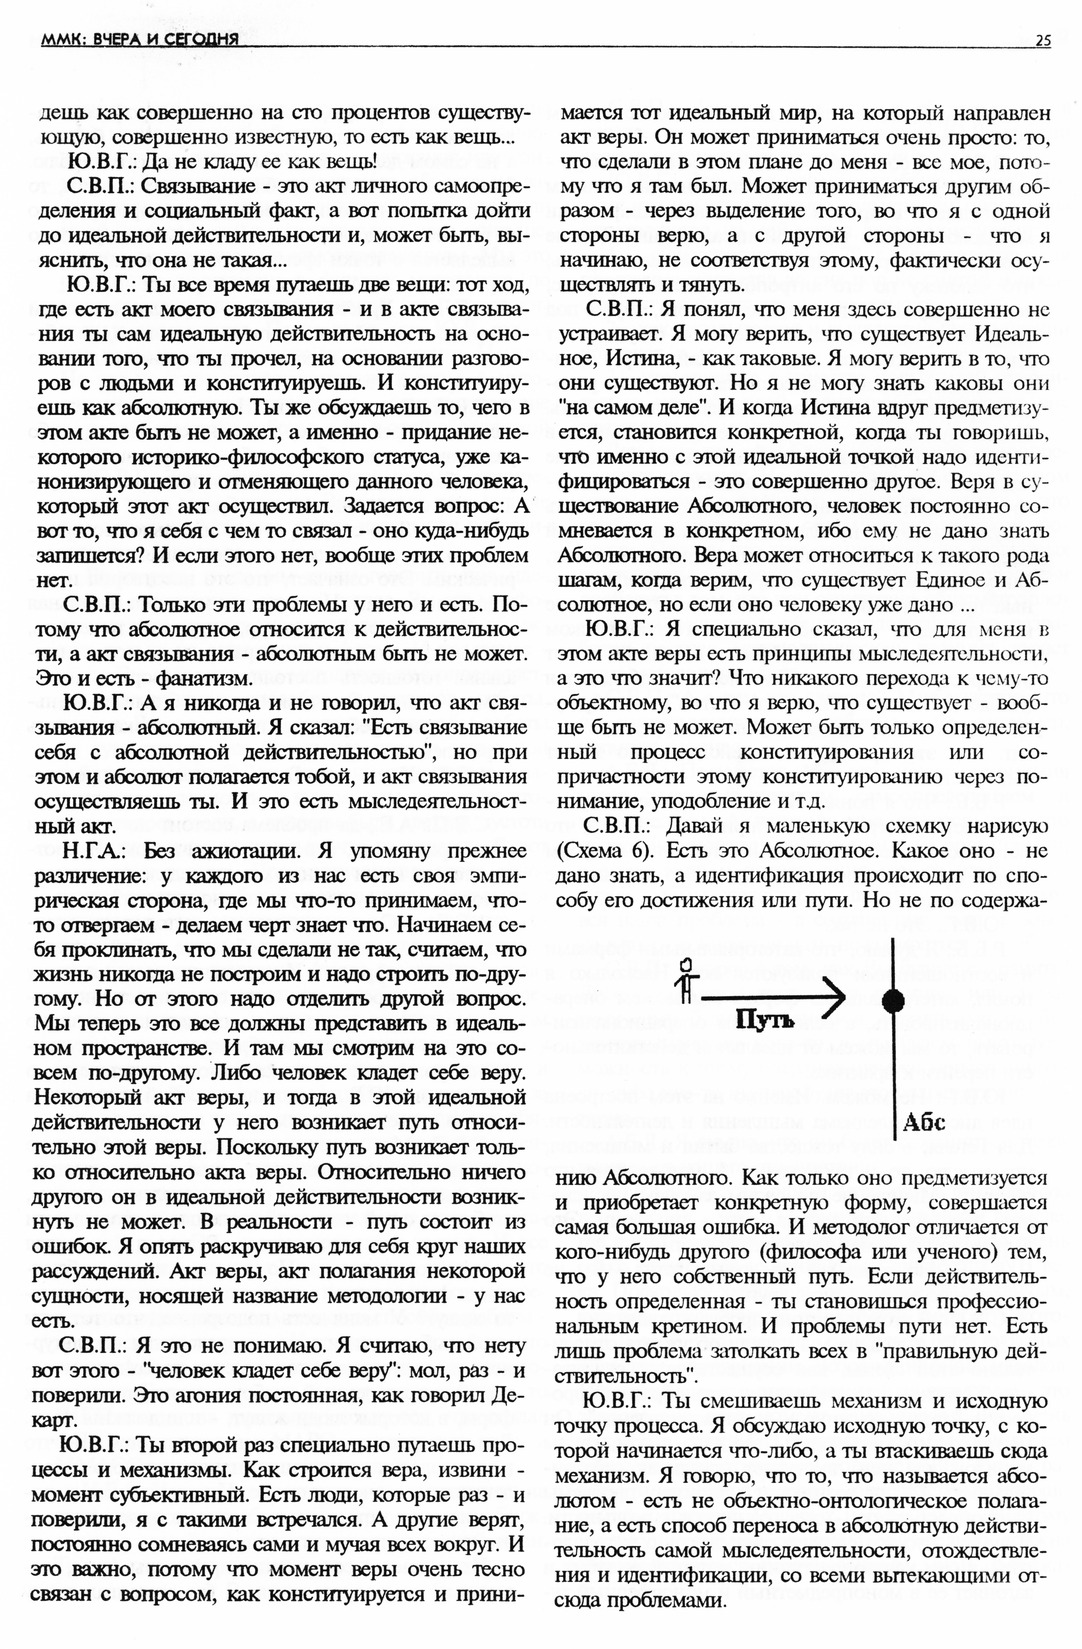 ММК: ВЧЕРА И СЕГОДНЯ
25
дешь как совершенно на сто процентов существу-
ющую, совершенно известную, то есть как вещь...
Ю.В.Г.: Да не кладу ее как вещь!
С.В.П.: Связывание - это акт личного самоопре-
деления и социальный факт, а вот попытка дойти
до идеальной действительности и, может быть, вы-
яснить, что она не такая...
Ю.В.Г.: Ты все время путаешь две вещи: тот ход,
где есть акт моего связывания - и в акте связыва-
ния ты сам идеальную действительность на осно-
вании того, что ты прочел, на основании разгово-
ров с людьми и конституируешь. И конституиру-
ешь как абсолютную. Ты же обсуждаешь то, чего в
этом акте быть не может, а именно - придание не-
которого историко-философского статуса, уже ка-
нонизирующего и отменяющего данного человека,
который этот акт осуществил. Задается вопрос: А
вот то, что я себя с чем то связал - оно куда-нибудь
запишется? И если этого нет, вообще этих проблем
нет.
С.В.П.: Только эти проблемы у него и есть. По-
тому что абсолютное относится к действительнос-
ти, а акт связывания - абсолютным быть не может.
Это и есть - фанатизм.
Ю.В.Г.: А я никогда и не говорил, что акт свя-
зывания - абсолютный. Я сказал: "Есть связывание
себя с абсолютной действительностью", но при
этом и абсолют полагается тобой, и акт связывания
осуществляешь ты. И это есть мыследеятельност-
ный акт.
Н.Г.А.: Без ажиотации. Я упомяну прежнее
различение: у каждого из нас есть своя эмпи-
рическая сторона, где мы что-то принимаем, что-
то отвергаем - делаем черт знает что. Начинаем се-
бя проклинать, что мы сделали не так, считаем, что
жизнь никогда не построим и надо строить по-дру-
гому. Но от этого надо отделить другой вопрос.
Мы теперь это все должны представить в идеаль-
ном пространстве. И там мы смотрим на это со-
всем по-другому. Либо человек кладет себе веру.
Некоторый акт веры, и тогда в этой идеальной
действительности у него возникает путь относи-
тельно этой веры. Поскольку путь возникает толь-
ко относительно акта веры. Относительно ничего
другого он в идеальной действительности возник-
нуть не может. В реальности - путь состоит из
ошибок. Я опять раскручиваю для себя круг наших
рассуждений. Акт веры, акт полагания некоторой
сущности, носящей название методологии - у нас
есть.
С.В.П.: Я это не понимаю. Я считаю, что нету
вот этого - "человек кладет себе веру": мол, раз - и
поверили. Это агония постоянная, как говорил Де-
карт.
Ю.В.Г.: Ты второй раз специально путаешь про-
цессы и механизмы. Как строится вера, извини -
момент субъективный. Есть люди, которые раз - и
поверили, я с такими встречался. А другие верят,
постоянно сомневаясь сами и мучая всех вокруг. И
это важно, потому что момент веры очень тесно
связан с вопросом, как конституируется и прини-
мается тот идеальный мир, на который направлен
акт веры. Он может приниматься очень просто: то,
что сделали в этом плане до меня - все мое, пото-
му что я там был. Может приниматься другим об-
разом - через выделение того, во что я с одной
стороны верю, а с другой стороны - что я
начинаю, не соответствуя этому, фактически осу-
ществлять и тянуть.
С.В.П.: Я понял, что меня здесь совершенно не
устраивает. Я могу верить, что существует Идеаль-
ное, Истина, - как таковые. Я могу верить в то, что
они существуют. Но я не могу знать каковы они
"на самом деле". И когда Истина вдруг предметизу-
ется, становится конкретной, когда ты говоришь,
что именно с этой идеальной точкой надо иденти-
фицироваться - это совершенно другое. Веря в су-
ществование Абсолютного, человек постоянно со-
мневается в конкретном, ибо ему не дано знать
Абсолютного. Вера может относиться к такого рода
шагам, когда верим, что существует Единое и Аб-
солютное, но если оно человеку уже дано ...
Ю.В.Г.: Я специально сказал, что для меня в
этом акте веры есть принципы мыследеятельности,
а это что значит? Что никакого перехода к чему-то
объектному, во что я верю, что существует - вооб-
ще быть не может. Может быть только определен-
ный процесс конституирования или со-
причастности этому конституированию через по-
нимание, уподобление и т.д.
С.В.П.: Давай я маленькую схемку нарисую
(Схема 6). Есть это Абсолютное. Какое оно - не
дано знать, а идентификация происходит по спо-
собу его достижения или пути. Но не по содержа-
Путь
Абс
нию Абсолютного. Как только оно предметизуется
и приобретает конкретную форму, совершается
самая большая ошибка. И методолог отличается от
кого-нибудь другого (философа или ученого) тем,
что у него собственный путь. Если действитель-
ность определенная - ты становишься профессио-
нальным кретином. И проблемы пути нет. Есть
лишь проблема затолкать всех в "правильную дей-
ствительность".
Ю.В.Г.: Ты смешиваешь механизм и исходную
точку процесса. Я обсуждаю исходную точку, с ко-
торой начинается что-либо, а ты втаскиваешь сюда
механизм. Я говорю, что то, что называется абсо-
лютом - есть не объектно-онтологическое полага-
ние, а есть способ переноса в абсолютную действи-
тельность самой мыследеятельности, отождествле-
ния и идентификации, со всеми вытекающими от-
сюда проблемами.